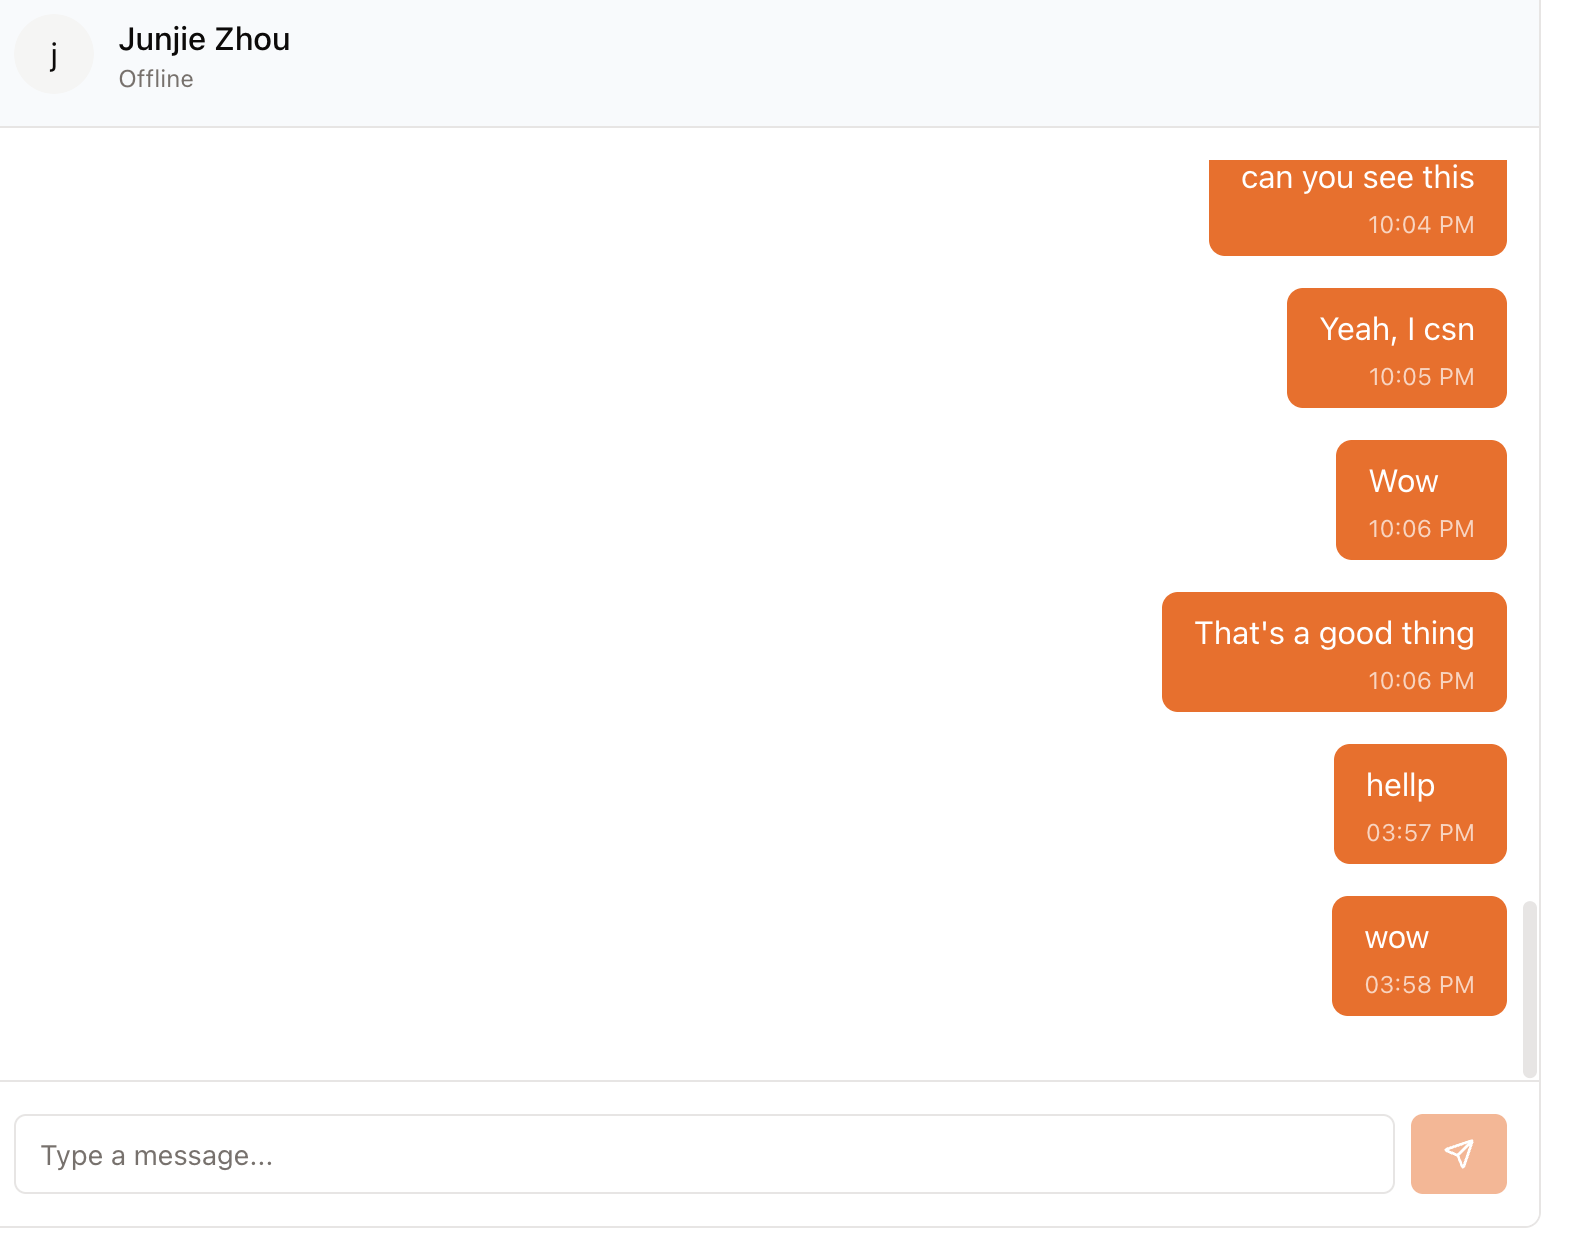 j
Junjie Zhou
Offline
can you see this
10:04 PM
Yeah, I csn
10:05 PM
Wow
10:06 PM
That's a good thing
10:06 PM
hellp
03:57 PM
wow
03:58 PM
Type a message...